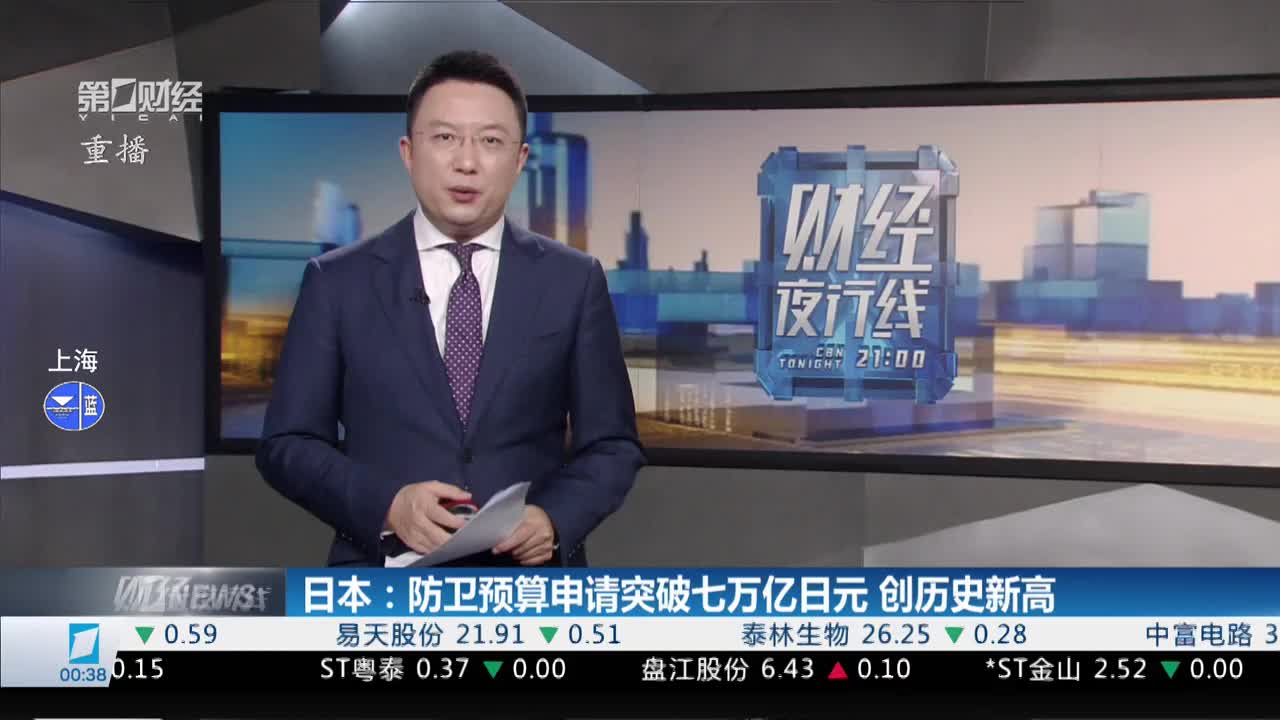 第一财经
YICAI
重播
财经
夜行线
CBN
TONIGHT 21:00
上海
蓝
NEWS
日本：防卫预算申请突破七万亿日元 创历史新高
▼ 0.59 易天股份 21.91 ▼ 0.51 泰林生物 26.25 ▼ 0.28 中富电路 3
00:38
0.15 ST粤泰 0.37 ▼ 0.00 盘江股份 6.43 ▲ 0.10 *ST金山 2.52 ▼ 0.00